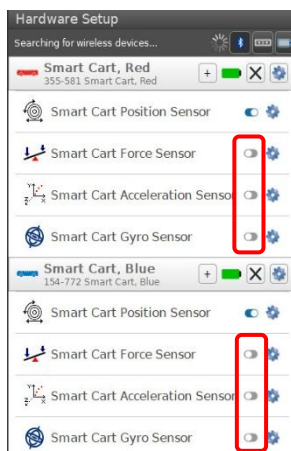 Hardware Setup
Searching for wireless devices...
Smart Cart, Red
355-581 Smart Cart, Red
Smart Cart Position Sensor
Smart Cart Force Sensor
Smart Cart Acceleration Sensor
Smart Cart Gyro Sensor
Smart Cart, Blue
154-772 Smart Cart, Blue
Smart Cart Position Sensor
Smart Cart Force Sensor
Smart Cart Acceleration Sensor
Smart Cart Gyro Sensor